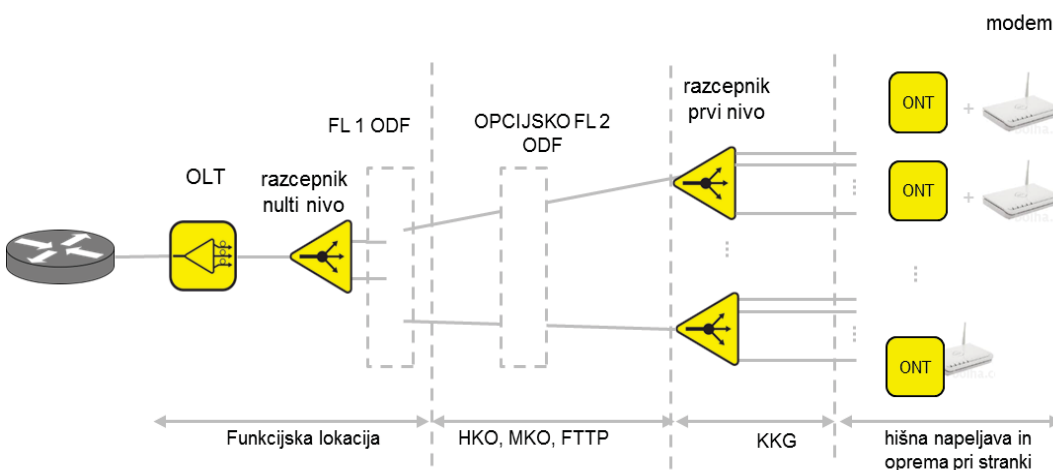 modem
razcepnik
prvi nivo
FL 1 ODF
OPCIJSKO FL 2
ODF
OLT
razcepnik
nulti nivo
ONT
+
ONT
+
ONT
Funkcijska lokacija
HKO, MKO, FTTP
KKG
hišna napeljava in
oprema pri stranki